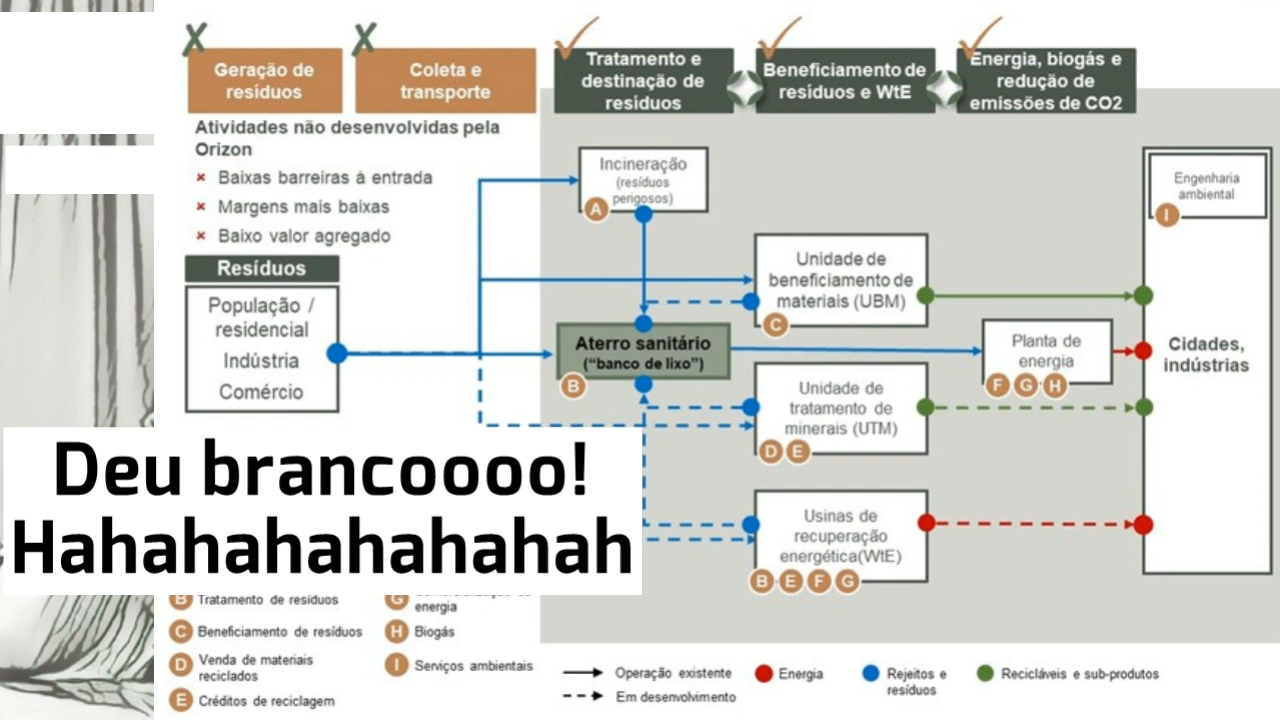 Geração de
resíduos
Coleta e
transporte
Tratamento e
destinação de
resíduos
Beneficiamento de
resíduos e WtE
Energia, biogás e
redução de
emissões de CO2
Atividades não desenvolvidas pela
Orizon
Baixas barreiras à entrada
Margens mais baixas
Baixo valor agregado
Resíduos
População /
residencial
Indústria
Comércio
Incineração
(resíduos
perigosos)
A
Unidade de
beneficiamento de
materiais (UBM)
C
Aterro sanitário
("banco de lixo")
B
Planta de
energia
F G H
Unidade de
tratamento de
minerais (UTM)
D E
Usinas de
recuperação
energética(WtE)
B E F G
Engenharia
ambiental
I
Cidades,
indústrias
Deu brancoooo!
Hahahahahahahahah
B Tratamento de resíduos
C Beneficiamento de resíduos
D Venda de materiais
reciclados
E Créditos de reciclagem
G
energia
H Biogás
I Serviços ambientais
Operação existente
Em desenvolvimento
Energia
Rejeitos e
resíduos
Recicláveis e sub-produtos